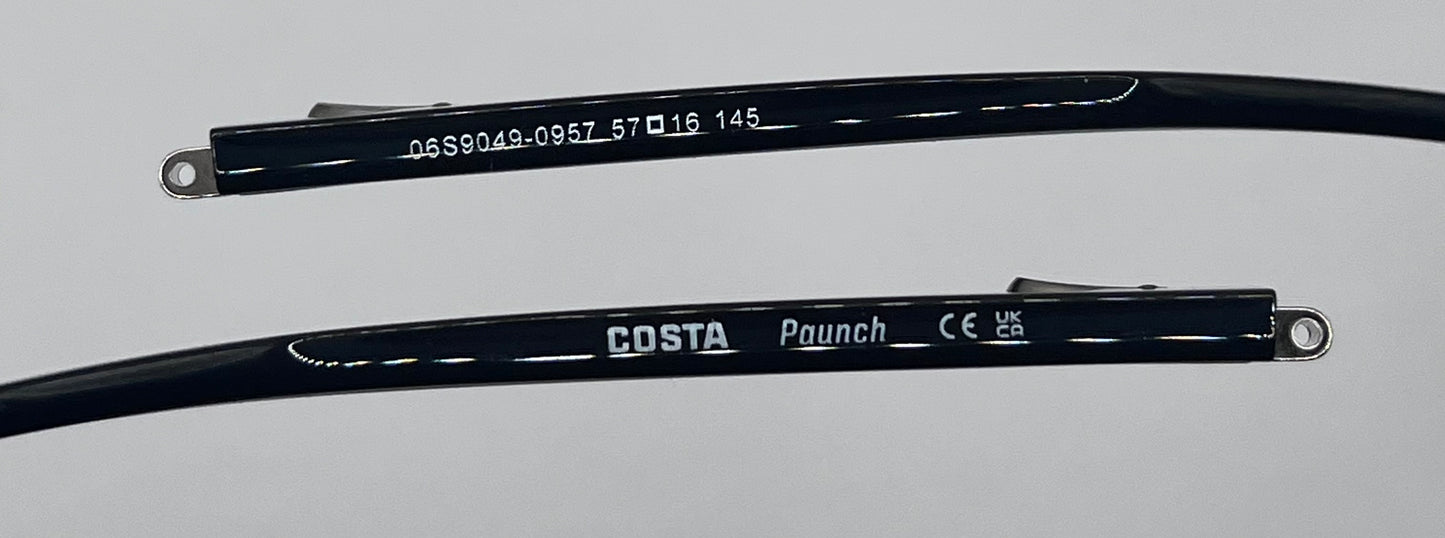 06S9049-0957 57□16 145
COSTA Paunch CE UKCA